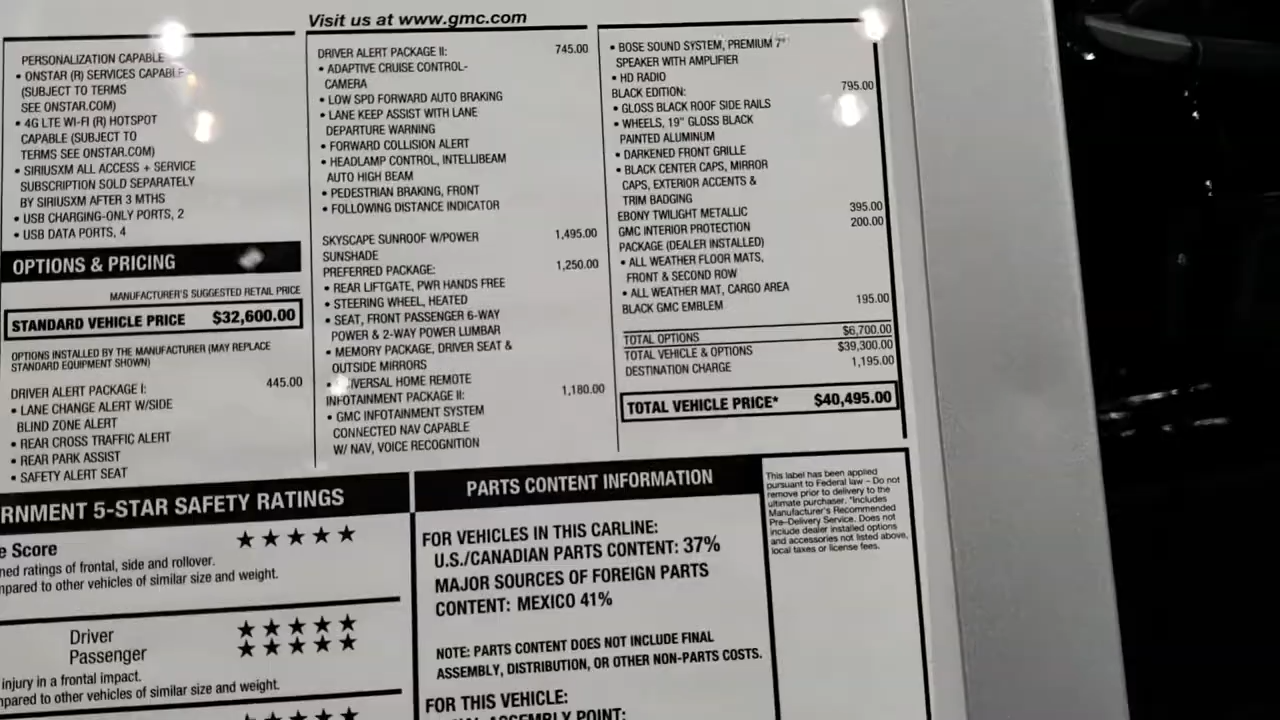 Visit us at www.gmc.com
PERSONALIZATION CAPABLE
• ONSTAR (R) SERVICES CAPABLE
(SUBJECT TO TERMS
SEE ONSTAR.COM)
• 4G LTE WI-FI (R) HOTSPOT
CAPABLE (SUBJECT TO
TERMS SEE ONSTAR.COM)
• SIRIUSXM ALL ACCESS + SERVICE
SUBSCRIPTION SOLD SEPARATELY
BY SIRIUSXM AFTER 3 MTHS
• USB CHARGING-ONLY PORTS, 2
• USB DATA PORTS, 4
OPTIONS & PRICING
MANUFACTURER'S SUGGESTED RETAIL PRICE
STANDARD VEHICLE PRICE $32,600.00
OPTIONS INSTALLED BY THE MANUFACTURER (MAY REPLACE
STANDARD EQUIPMENT SHOWN)
DRIVER ALERT PACKAGE I: 445.00
• LANE CHANGE ALERT W/SIDE
BLIND ZONE ALERT
• REAR CROSS TRAFFIC ALERT
• REAR PARK ASSIST
• SAFETY ALERT SEAT
DRIVER ALERT PACKAGE II: 745.00
• ADAPTIVE CRUISE CONTROL-
CAMERA
• LOW SPD FORWARD AUTO BRAKING
• LANE KEEP ASSIST WITH LANE
DEPARTURE WARNING
• FORWARD COLLISION ALERT
• HEADLAMP CONTROL, INTELLIBEAM
AUTO HIGH BEAM
• PEDESTRIAN BRAKING, FRONT
• FOLLOWING DISTANCE INDICATOR
SKYSCAPE SUNROOF W/POWER 1,495.00
SUNSHADE
PREFERRED PACKAGE: 1,250.00
• REAR LIFTGATE, PWR HANDS FREE
• STEERING WHEEL, HEATED
• SEAT, FRONT PASSENGER 6-WAY
POWER & 2-WAY POWER LUMBAR
• MEMORY PACKAGE, DRIVER SEAT &
OUTSIDE MIRRORS
• UNIVERSAL HOME REMOTE
INFOTAINMENT PACKAGE II: 1,180.00
• GMC INFOTAINMENT SYSTEM
CONNECTED NAV CAPABLE
W/ NAV, VOICE RECOGNITION
• BOSE SOUND SYSTEM, PREMIUM 7
SPEAKER WITH AMPLIFIER
• HD RADIO
BLACK EDITION: 795.00
• GLOSS BLACK ROOF SIDE RAILS
• WHEELS, 19" GLOSS BLACK
PAINTED ALUMINUM
• DARKENED FRONT GRILLE
• BLACK CENTER CAPS, MIRROR
CAPS, EXTERIOR ACCENTS &
TRIM BADGING
EBONY TWILIGHT METALLIC 395.00
GMC INTERIOR PROTECTION 200.00
PACKAGE (DEALER INSTALLED)
• ALL WEATHER FLOOR MATS,
FRONT & SECOND ROW
• ALL WEATHER MAT, CARGO AREA
BLACK GMC EMBLEM 195.00
TOTAL OPTIONS $6,700.00
TOTAL VEHICLE & OPTIONS $39,300.00
DESTINATION CHARGE 1,195.00
TOTAL VEHICLE PRICE* $40,495.00
RNMENT 5-STAR SAFETY RATINGS
e Score ★★★★★
ned ratings of frontal, side and rollover.
mpared to other vehicles of similar size and weight.
Driver ★★★★★
Passenger ★★★★★
injury in a frontal impact.
mpared to other vehicles of similar size and weight.
PARTS CONTENT INFORMATION
FOR VEHICLES IN THIS CARLINE:
U.S./CANADIAN PARTS CONTENT: 37%
MAJOR SOURCES OF FOREIGN PARTS
CONTENT: MEXICO 41%
NOTE: PARTS CONTENT DOES NOT INCLUDE FINAL
ASSEMBLY, DISTRIBUTION, OR OTHER NON-PARTS COSTS.
FOR THIS VEHICLE:
ASSEMBLY POINT:
This label has been applied
pursuant to Federal law – Do not
remove prior to delivery to the
ultimate purchaser. *Includes
Manufacturer's Recommended
Pre-Delivery Service. Does not
include dealer installed options
and accessories not listed above,
local taxes or license fees.